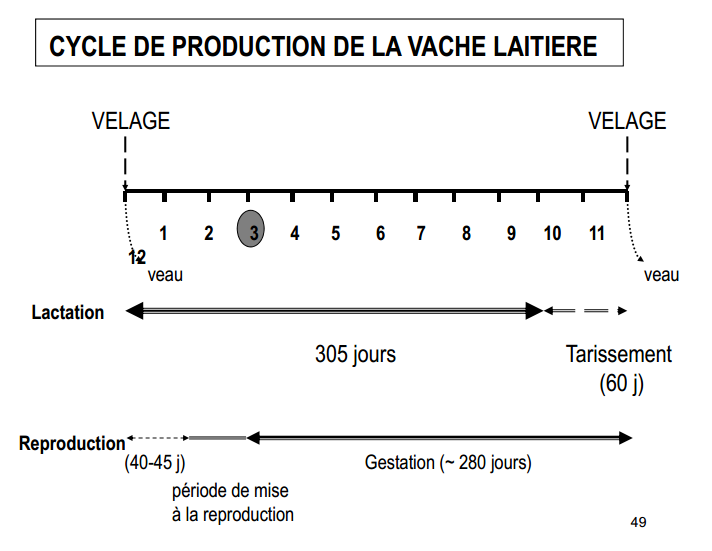 CYCLE DE PRODUCTION DE LA VACHE LAITIERE
VELAGE VELAGE
1 2 3 4 5 6 7 8 9 10 11
12
veau veau
Lactation
305 jours Tarissement
(60 j)
Reproduction
(40-45 j) Gestation (~ 280 jours)
période de mise
à la reproduction
49